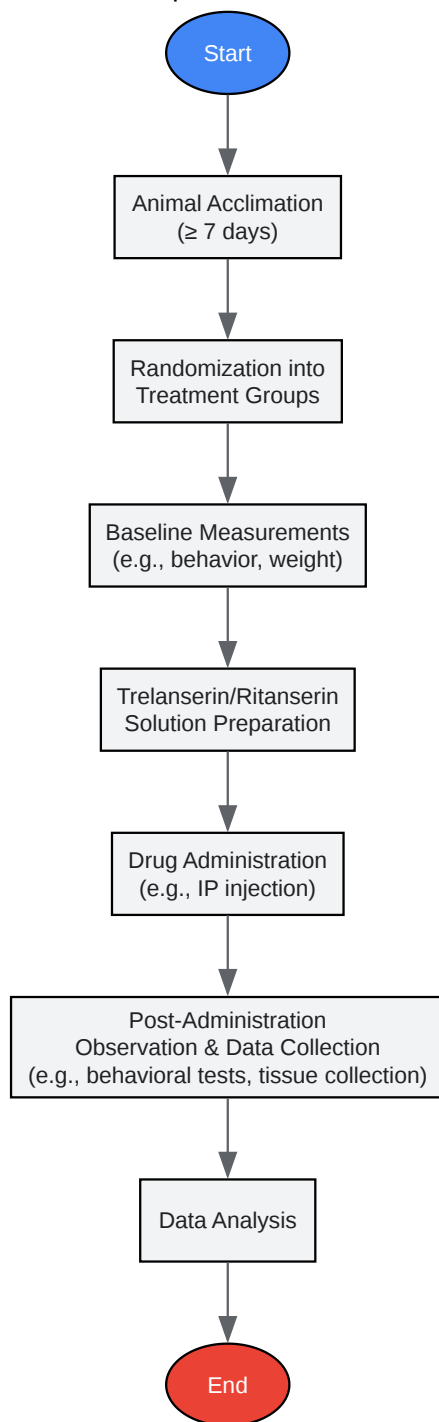 Start
Animal Acclimation
(≥ 7 days)
Randomization into
Treatment Groups
Baseline Measurements
(e.g., behavior, weight)
Trelanserin/Ritanserin
Solution Preparation
Drug Administration
(e.g., IP injection)
Post-Administration
Observation & Data Collection
(e.g., behavioral tests, tissue collection)
Data Analysis
End